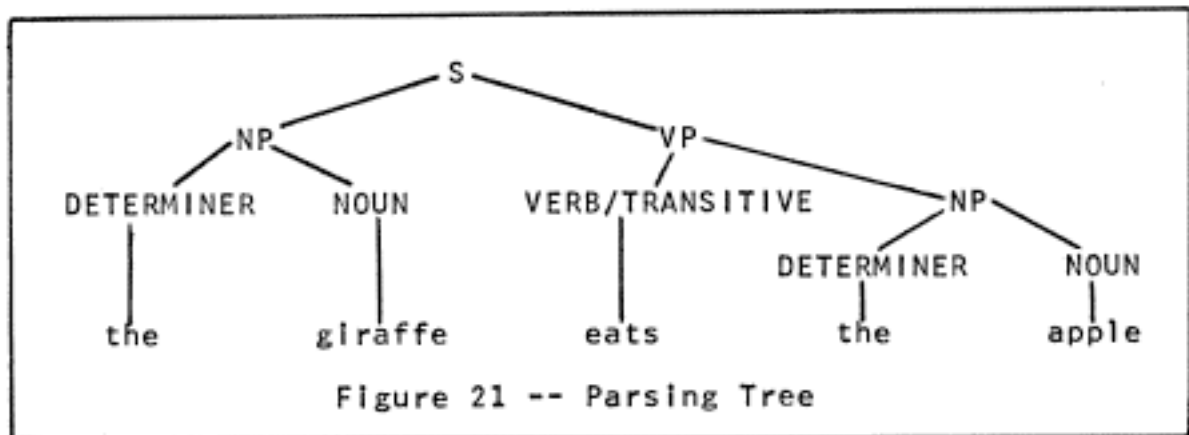 S
NP VP
DETERMINER NOUN VERB/TRANSITIVE NP
DETERMINER NOUN
the giraffe eats the apple
Figure 21 -- Parsing Tree